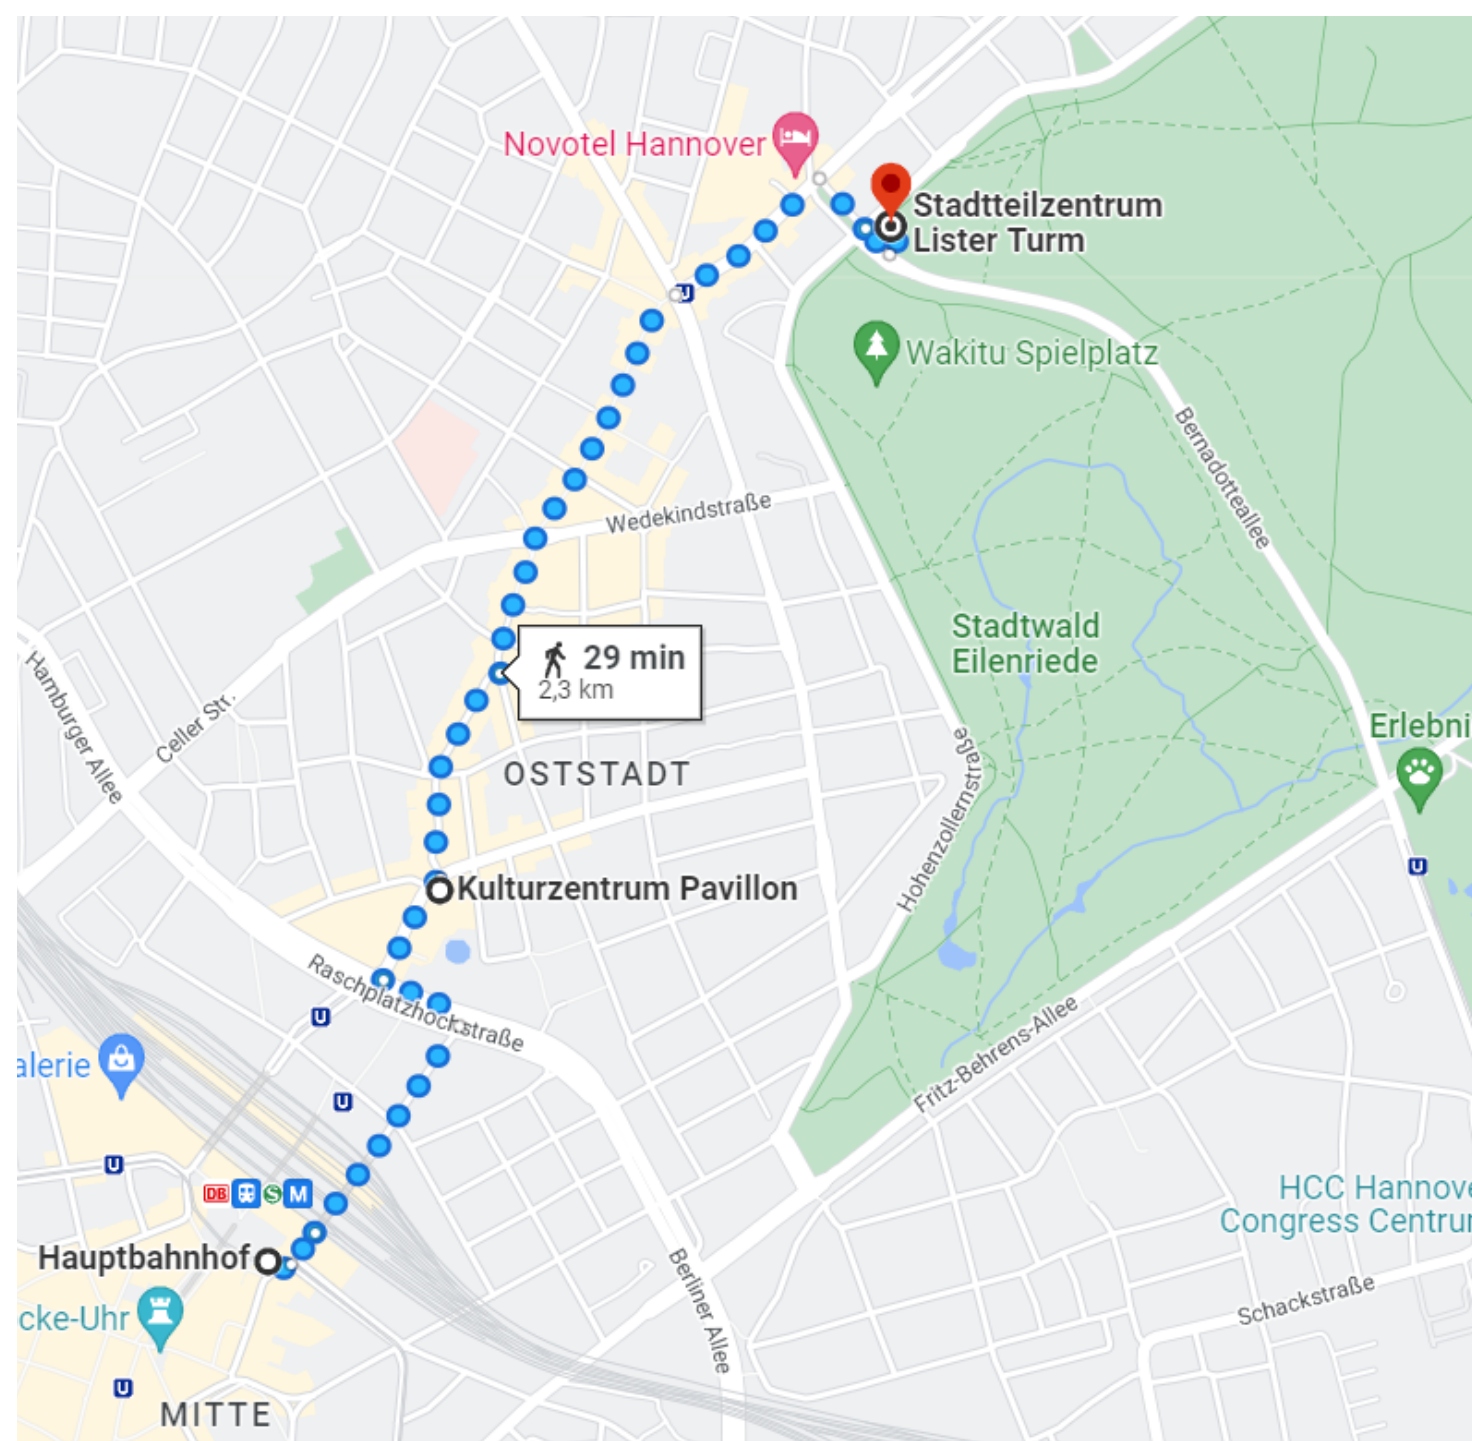 Novotel Hannover
Stadtteilzentrum
Lister Turm
U
Wakitu Spielplatz
Bernadotteallee
Wedekindstraße
Stadtwald
Eilenriede
29 min
2,3 km
Hamburger Allee
Celler Str.
Erlebni
OSTSTADT
Hohenzollernstraße
U
Kulturzentrum Pavillon
Raschplatzhochstraße
U
Fritz-Behrens-Allee
alerie
U
U
DB
S
M
HCC Hannove
Congress Centru
Hauptbahnhof
Berliner Allee
Schackstraße
cke-Uhr
U
MITTE